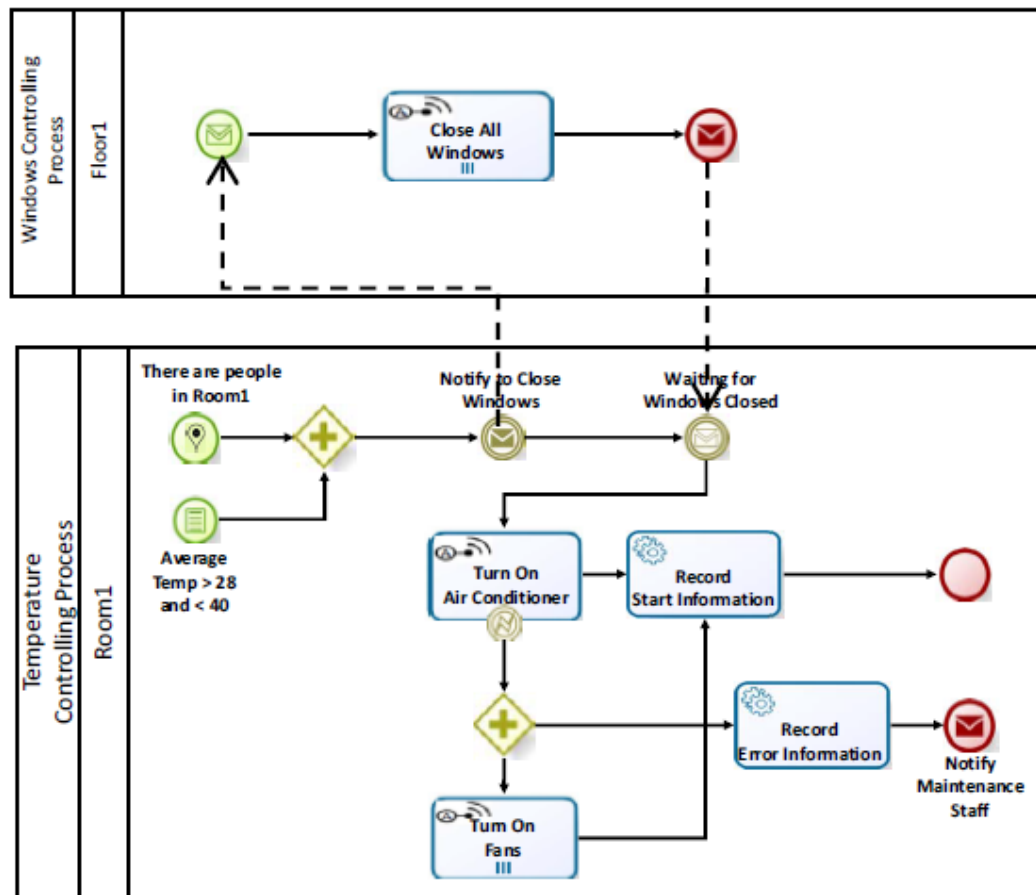 Windows Controlling
Process
Floor1
Close All
Windows
Temperature
Controlling Process
Room1
There are people
in Room1
Notify to Close
Windows
Waiting for
Windows Closed
Average
Temp > 28
and < 40
Turn On
Air Conditioner
Record
Start Information
Record
Error Information
Notify
Maintenance
Staff
Turn On
Fans